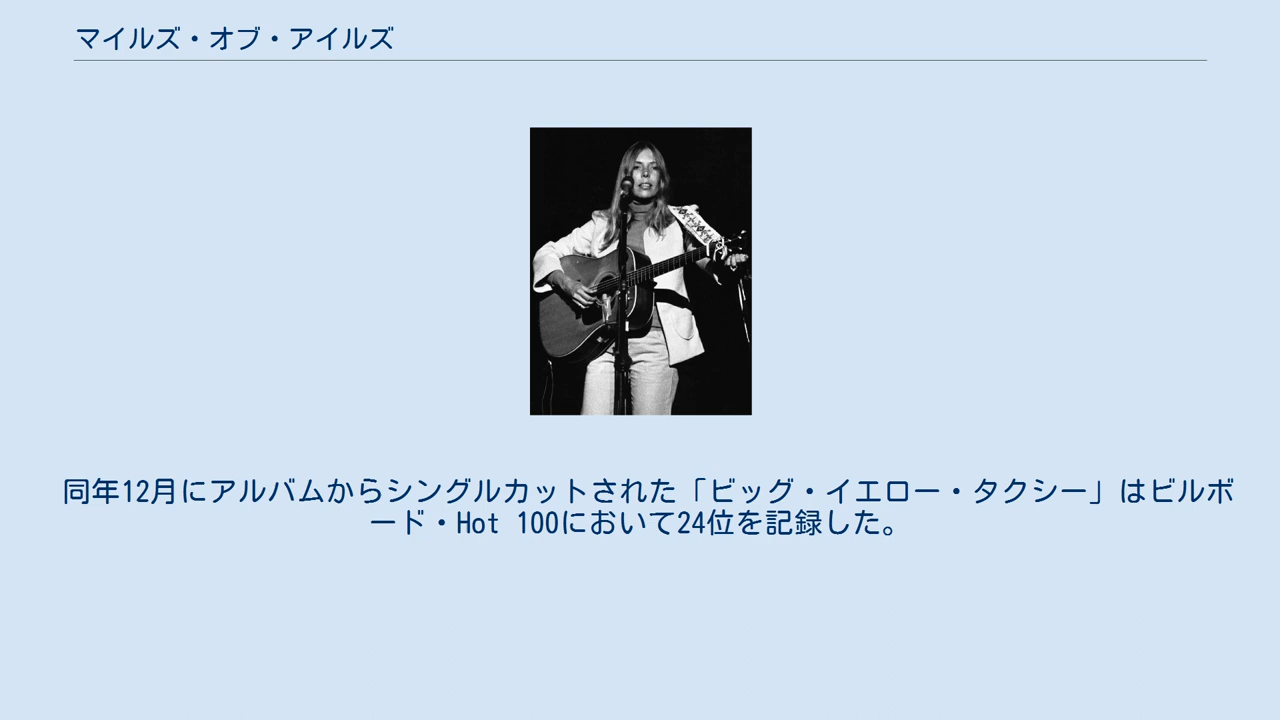 マイルズ・オブ・アイルズ
同年12月にアルバムからシングルカットされた「ビッグ・イエロー・タクシー」はビルボ
ード・Hot 100において24位を記録した。